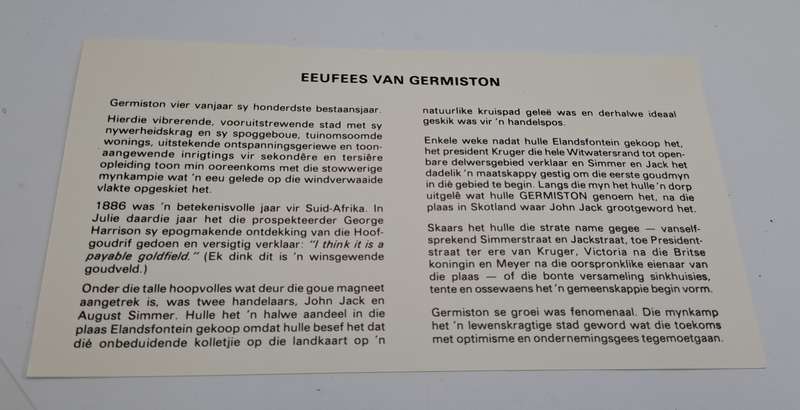 EEUFEES VAN GERMISTON
Germiston vier vanjaar sy honderdste bestaansjaar.
Hierdie vibrerende, vooruitstrewende stad met sy
nywerheidskrag en sy spoggeboue, tuinomsoomde
wonings, uitstekende ontspanningsgeriewe en toon-
aangewende inrigtings vir sekondêre en tersiêre
opleiding toon min ooreenkoms met die stowwerige
mynkampie wat 'n eeu gelede op die windverwaaide
vlakte opgeskiet het.
1886 was 'n betekenisvolle jaar vir Suid-Afrika. In
Julie daardie jaar het die prospekteerder George
Harrison sy epogmakende ontdekking van die Hoof-
goudrif gedoen en versigtig verklaar: "I think it is a
payable goldfield." (Ek dink dit is 'n winsgewende
goudveld.)
Onder die talle hoopvolles wat deur die goue magneet
aangetrek is, was twee handelaars, John Jack en
August Simmer. Hulle het 'n halwe aandeel in die
plaas Elandsfontein gekoop omdat hulle besef het dat
dié onbeduidende kolletjie op die landkaart op 'n
natuurlike kruispad geleë was en derhalwe ideaal
geskik was vir 'n handelspos.
Enkele weke nadat hulle Elandsfontein gekoop het,
het president Kruger die hele Witwatersrand tot open-
bare delwersgebied verklaar en Simmer en Jack het
dadelik 'n maatskappy gestig om die eerste goudmyn
in dié gebied te begin. Langs die myn het hulle 'n dorp
uitgelê wat hulle GERMISTON genoem het, na die
plaas in Skotland waar John Jack grootgeword het.
Skaars het hulle die strate name gegee — vanself-
sprekend Simmerstraat en Jackstraat, toe President-
straat ter ere van Kruger, Victoria na die Britse
koningin en Meyer na die oorspronklike eienaar van
die plaas — of die bonte versameling sinkhuisies,
tente en ossewaens het 'n gemeenskappie begin vorm.
Germiston se groei was fenomenaal. Die mynkamp
het 'n lewenskragtige stad geword wat die toekoms
met optimisme en ondernemingsgees tegemoetgaan.